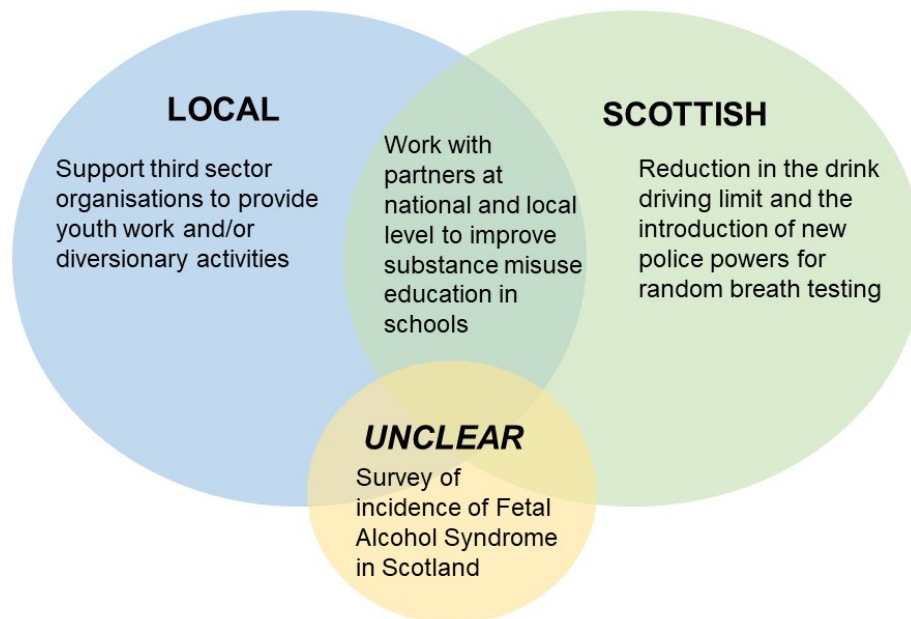 LOCAL
Support third sector
organisations to provide
youth work and/or
diversionary activities
Work with
partners at
national and local
level to improve
substance misuse
education in
schools
SCOTTISH
Reduction in the drink
driving limit and the
introduction of new
police powers for
random breath testing
UNCLEAR
Survey of
incidence of Fetal
Alcohol Syndrome
in Scotland